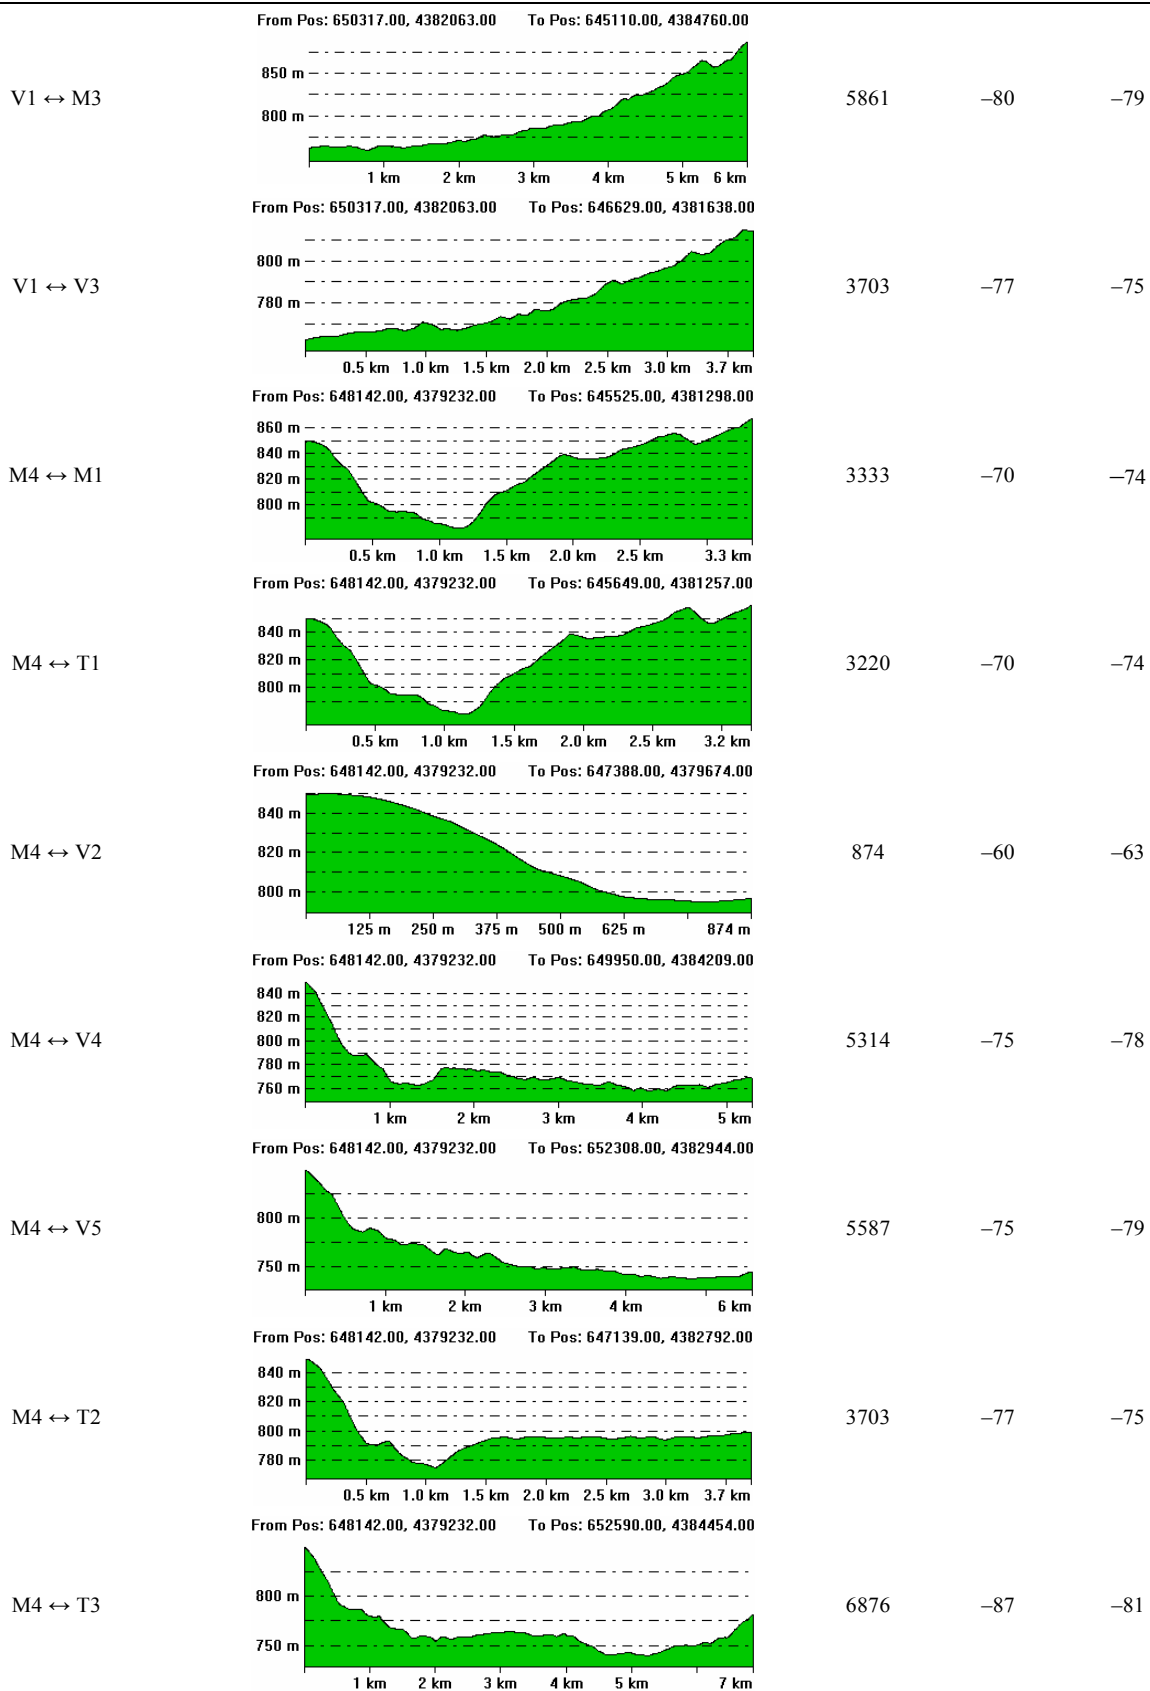 From Pos: 650317.00, 4382063.00 To Pos: 645110.00, 4384760.00
850 m
V1 ↔ M3 5861 –80 –79
800 m
1 km 2 km 3 km 4 km 5 km 6 km
From Pos: 650317.00, 4382063.00 To Pos: 646629.00, 4381638.00
800 m
V1 ↔ V3 3703 –77 –75
780 m
0.5 km 1.0 km 1.5 km 2.0 km 2.5 km 3.0 km 3.7 km
From Pos: 648142.00, 4379232.00 To Pos: 645525.00, 4381298.00
860 m
840 m
M4 ↔ M1 3333 –70 —74
820 m
800 m
0.5 km 1.0 km 1.5 km 2.0 km 2.5 km 3.3 km
From Pos: 648142.00, 4379232.00 To Pos: 645649.00, 4381257.00
840 m
M4 ↔ T1 3220 –70 –74
820 m
800 m
0.5 km 1.0 km 1.5 km 2.0 km 2.5 km 3.2 km
From Pos: 648142.00, 4379232.00 To Pos: 647388.00, 4379674.00
840 m
M4 ↔ V2 874 –60 –63
820 m
800 m
125 m 250 m 375 m 500 m 625 m 874 m
From Pos: 648142.00, 4379232.00 To Pos: 649950.00, 4384209.00
840 m
820 m
M4 ↔ V4 5314 –75 –78
800 m
780 m
760 m
1 km 2 km 3 km 4 km 5 km
From Pos: 648142.00, 4379232.00 To Pos: 652308.00, 4382944.00
800 m
M4 ↔ V5 5587 –75 –79
750 m
1 km 2 km 3 km 4 km 6 km
From Pos: 648142.00, 4379232.00 To Pos: 647139.00, 4382792.00
840 m
820 m
M4 ↔ T2 3703 –77 –75
800 m
780 m
0.5 km 1.0 km 1.5 km 2.0 km 2.5 km 3.0 km 3.7 km
From Pos: 648142.00, 4379232.00 To Pos: 652590.00, 4384454.00
800 m
M4 ↔ T3 6876 –87 –81
750 m
1 km 2 km 3 km 4 km 5 km 7 km